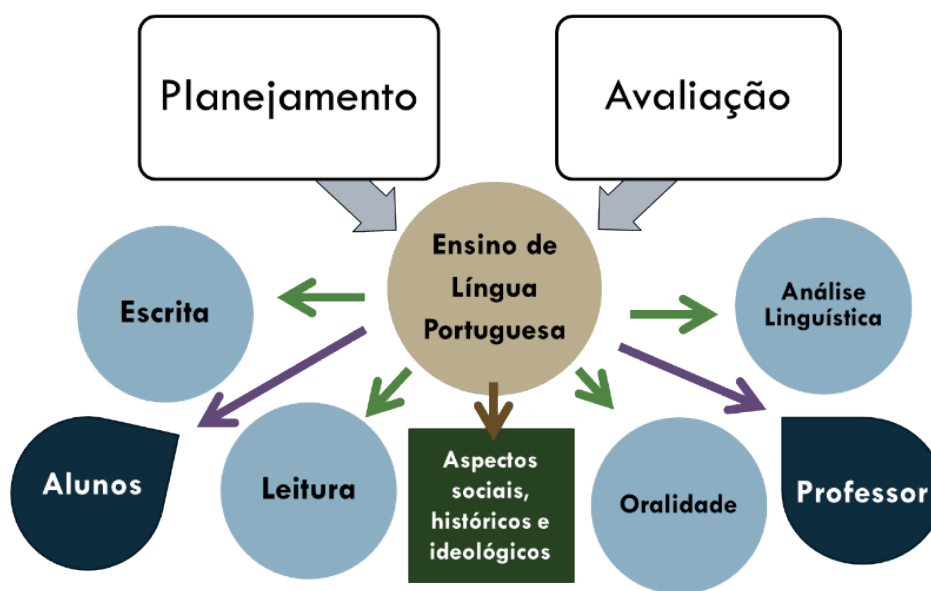 Planejamento
Avaliação
Ensino de
Língua
Portuguesa
Escrita
Análise
Linguística
Alunos
Leitura
Aspectos
sociais,
históricos e
ideológicos
Oralidade
Professor